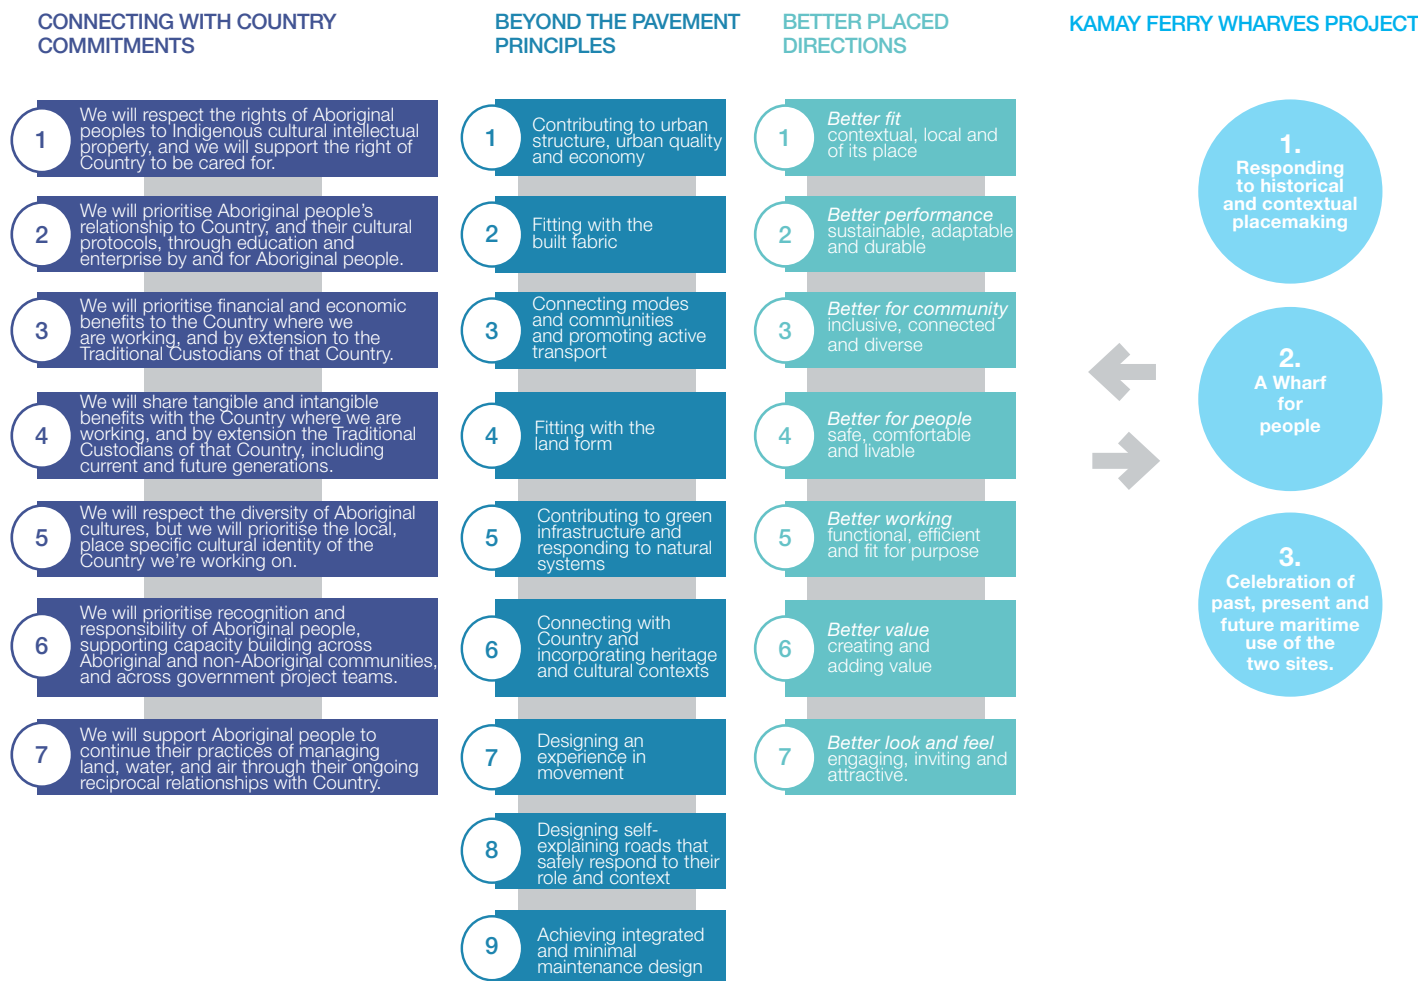 CONNECTING WITH COUNTRY
COMMITMENTS
1
We will respect the rights of Aboriginal
peoples to Indigenous cultural intellectual
property, and we will support the right of
Country to be cared for.
2
We will prioritise Aboriginal people's
relationship to Country, and their cultural
protocols, through education and
enterprise by and for Aboriginal people.
3
We will prioritise financial and economic
benefits to the Country where we
are working, and by extension to the
Traditional Custodians of that Country.
4
We will share tangible and intangible
benefits with the Country where we are
working, and by extension the Traditional
Custodians of that Country, including
current and future generations.
5
We will respect the diversity of Aboriginal
cultures, but we will prioritise the local,
place specific cultural identity of the
Country we're working on.
6
We will prioritise recognition and
responsibility of Aboriginal people,
supporting capacity building across
Aboriginal and non-Aboriginal communities,
and across government project teams.
7
We will support Aboriginal people to
continue their practices of managing
land, water, and air through their ongoing
reciprocal relationships with Country.
BEYOND THE PAVEMENT
PRINCIPLES
1
Contributing to urban
structure, urban quality
and economy
2
Fitting with the
built fabric
3
Connecting modes
and communities
and promoting active
transport
4
Fitting with the
land form
5
Contributing to green
infrastructure and
responding to natural
systems
6
Connecting with
Country and
incorporating heritage
and cultural contexts
7
Designing an
experience in
movement
8
Designing self-
explaining roads that
safely respond to their
role and context
9
Achieving integrated
and minimal
maintenance design
BETTER PLACED
DIRECTIONS
1
Better fit
contextual, local and
of its place
2
Better performance
sustainable, adaptable
and durable
3
Better for community
inclusive, connected
and diverse
4
Better for people
safe, comfortable
and livable
5
Better working
functional, efficient
and fit for purpose
6
Better value
creating and
adding value
7
Better look and feel
engaging, inviting and
attractive.
KAMAY FERRY WHARVES PROJECT
1.
Responding
to historical
and contextual
placemaking
2.
A Wharf
for
people
3.
Celebration of
past, present and
future maritime
use of the
two sites.